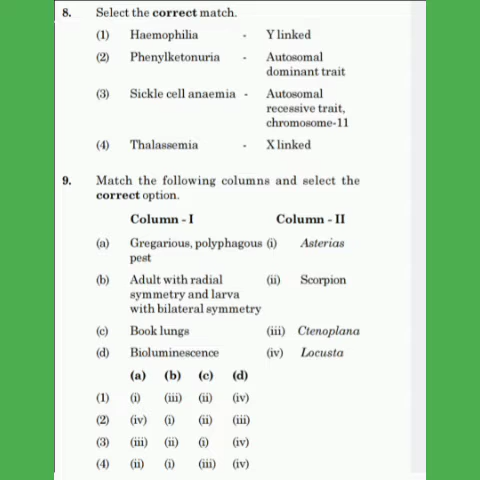 8. Select the correct match.
(1) Haemophilia - Y linked
(2) Phenylketonuria - Autosomal
dominant trait
(3) Sickle cell anaemia - Autosomal
recessive trait,
chromosome-11
(4) Thalassemia - X linked
9. Match the following columns and select the
correct option.
Column - I Column - II
(a) Gregarious, polyphagous (i) Asterias
pest
(b) Adult with radial (ii) Scorpion
symmetry and larva
with bilateral symmetry
(c) Book lungs (iii) Ctenoplana
(d) Bioluminescence (iv) Locusta
(a) (b) (c) (d)
(1) (i) (iii) (ii) (iv)
(2) (iv) (i) (ii) (iii)
(3) (iii) (ii) (i) (iv)
(4) (ii) (i) (iii) (iv)